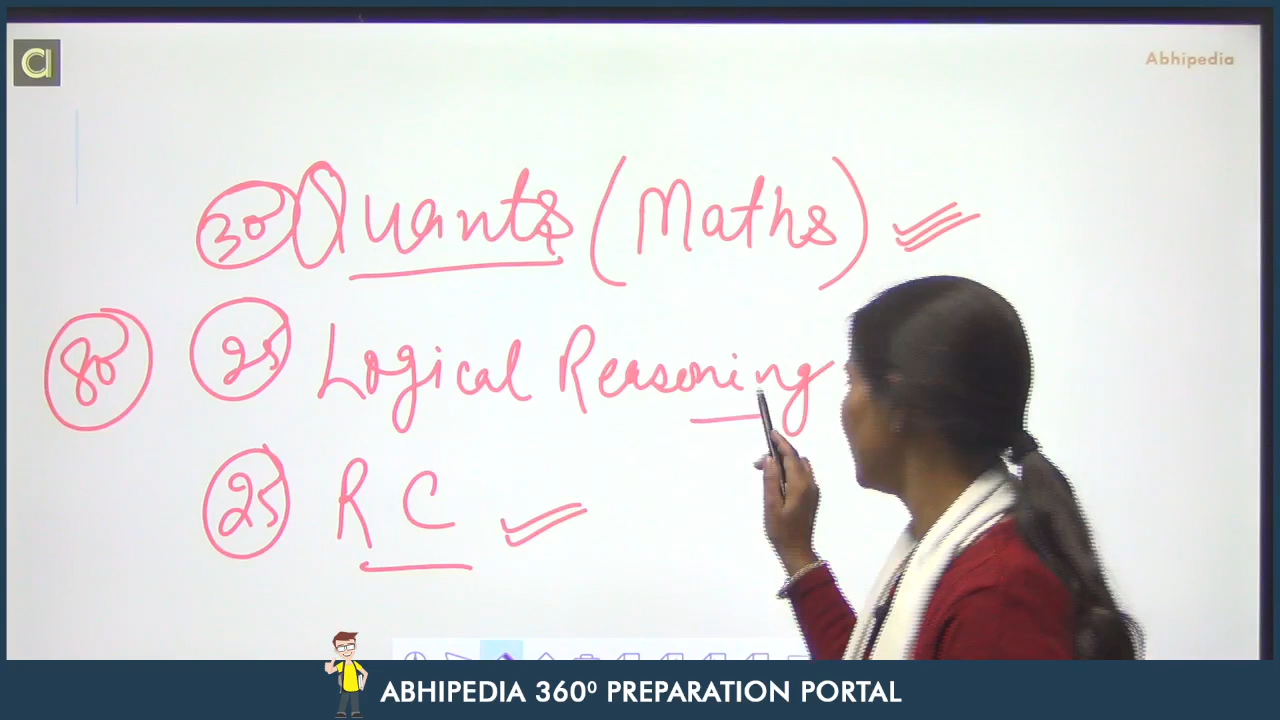 a
Abhipedia
30 Quants (Maths)
80 25 Logical Reasoning
25 RC
ABHIPEDIA 360⁰ PREPARATION PORTAL